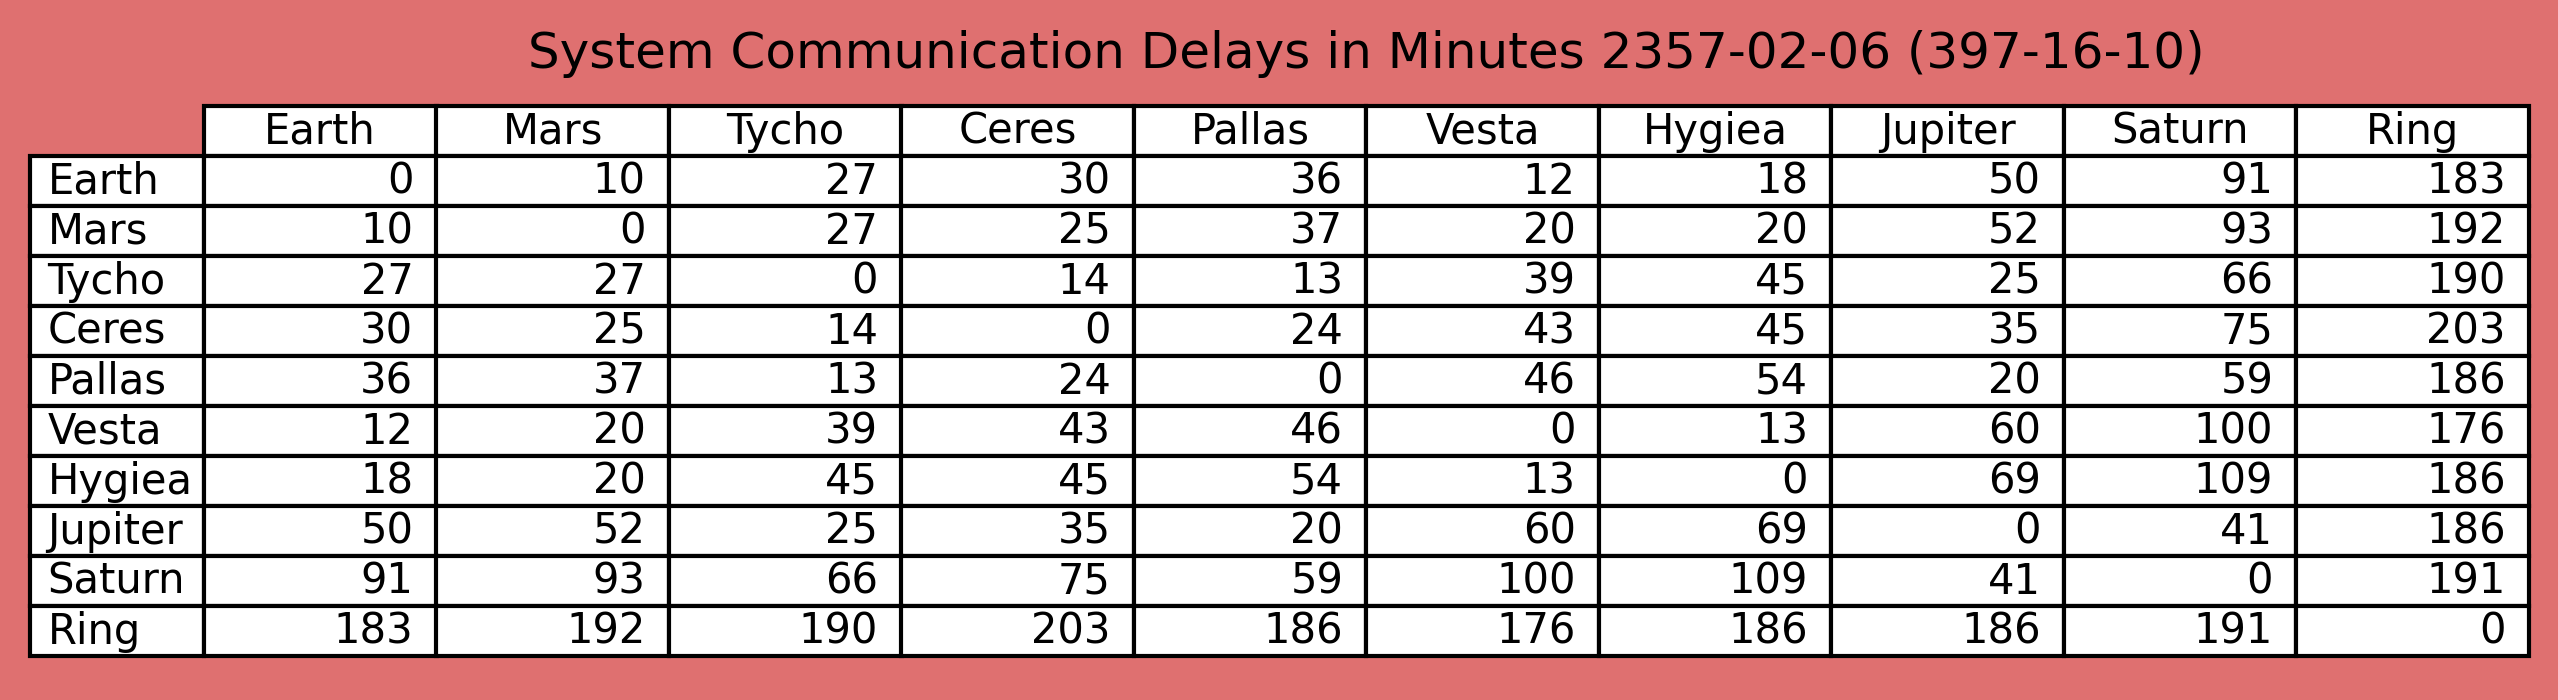 System Communication Delays in Minutes 2357-02-06 (397-16-10)
Earth Mars Tycho Ceres Pallas Vesta Hygiea Jupiter Saturn Ring
Earth 0 10 27 30 36 12 18 50 91 183
Mars 10 0 27 25 37 20 20 52 93 192
Tycho 27 27 0 14 13 39 45 25 66 190
Ceres 30 25 14 0 24 43 45 35 75 203
Pallas 36 37 13 24 0 46 54 20 59 186
Vesta 12 20 39 43 46 0 13 60 100 176
Hygiea 18 20 45 45 54 13 0 69 109 186
Jupiter 50 52 25 35 20 60 69 0 41 186
Saturn 91 93 66 75 59 100 109 41 0 191
Ring 183 192 190 203 186 176 186 186 191 0